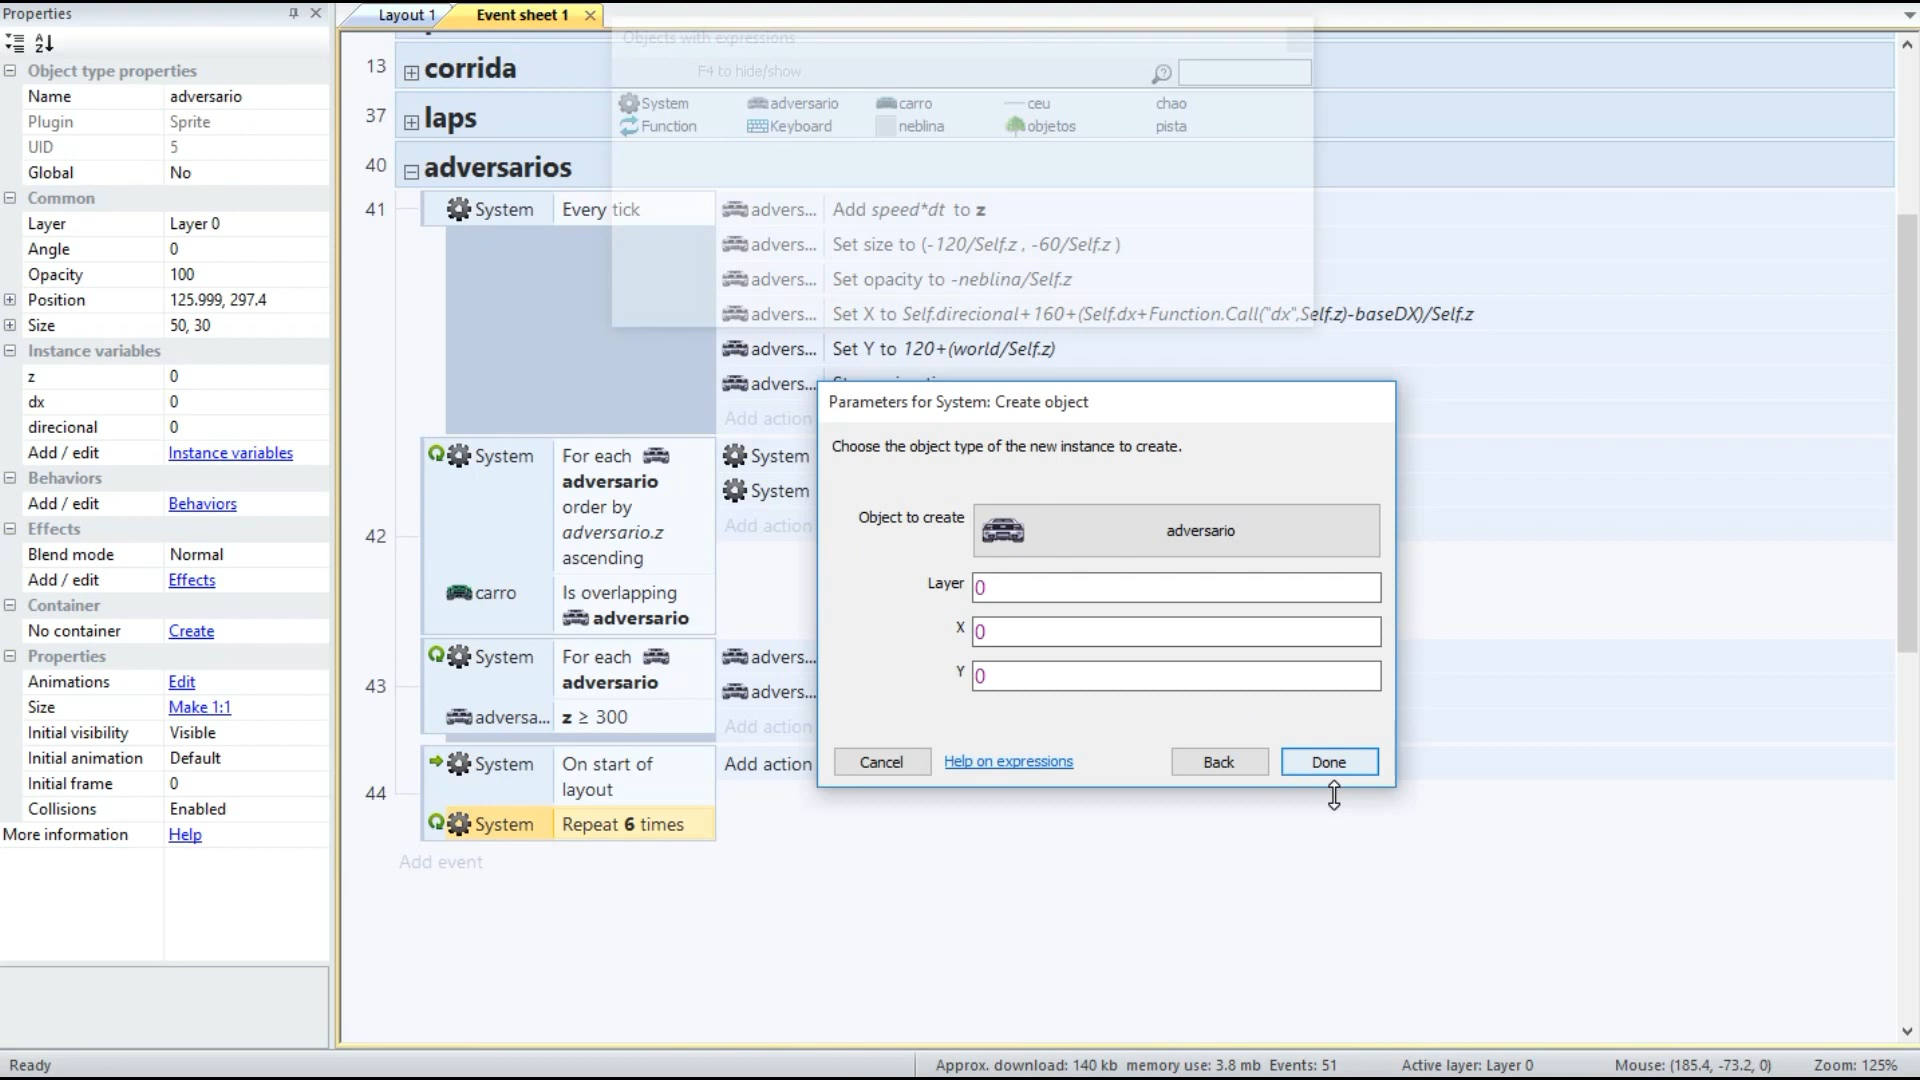 Properties
Layout 1
Event sheet 1
Object type properties
Name adversario
Plugin Sprite
UID 5
Global No
Common
Layer Layer 0
Angle 0
Opacity 100
Position 125.999, 297.4
Size 50, 30
Instance variables
z 0
dx 0
direcional 0
Add / edit Instance variables
Behaviors
Add / edit Behaviors
Effects
Blend mode Normal
Add / edit Effects
Container
No container Create
Properties
Animations Edit
Size Make 1:1
Initial visibility Visible
Initial animation Default
Initial frame 0
Collisions Enabled
More information Help
Objects with expressions
F4 to hide/show
System adversario carro ceu chao
Function Keyboard neblina objetos pista
13 corrida
37 laps
40 adversarios
41 System Every tick
advers... Add speed*dt to z
advers... Set size to (-120/Self.z , -60/Self.z )
advers... Set opacity to -neblina/Self.z
advers... Set X to Self.direcional+160+(Self.dx+Function.Call("dx",Self.z)-baseDX)/Self.z
advers... Set Y to 120+(world/Self.z)
advers...
Add action
42 System For each adversario order by adversario.z ascending
carro Is overlapping adversario
System
System
Add action
43 System For each adversario
adversa... z ≥ 300
advers...
advers...
Add action
44 System On start of layout
System Repeat 6 times
Add action
Add event
Parameters for System: Create object
Choose the object type of the new instance to create.
Object to create adversario
Layer 0
X 0
Y 0
Cancel Help on expressions Back Done
Ready
Approx. download: 140 kb memory use: 3.8 mb Events: 51
Active layer: Layer 0
Mouse: (185.4, -73.2, 0)
Zoom: 125%